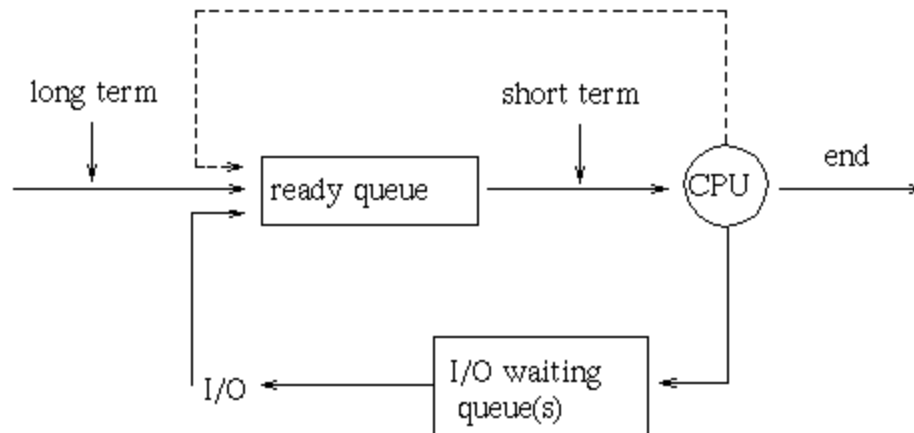 long term
short term
end
ready queue
CPU
I/O
I/O waiting
queue(s)